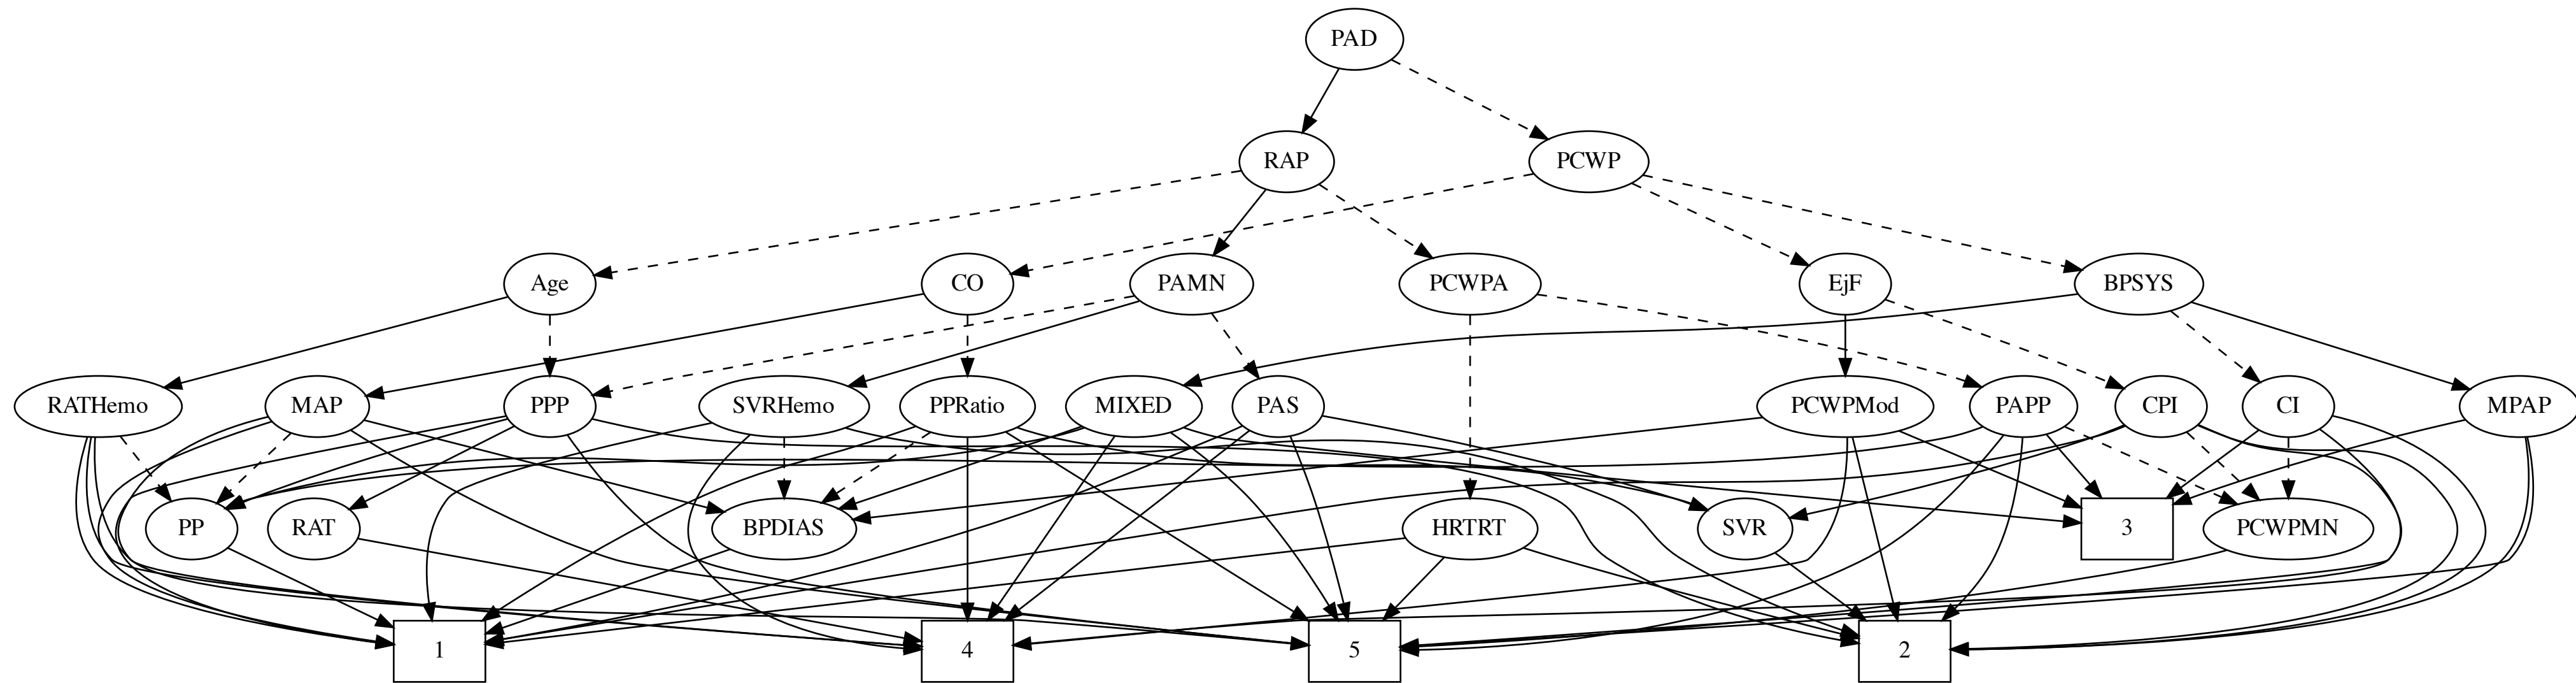 PAD
RAP
PCWP
Age
CO
PAMN
PCWPA
EjF
BPSYS
RATHemo
MAP
PPP
SVRHemo
PPRatio
MIXED
PAS
PCWPMod
PAPP
CPI
CI
MPAP
PP
RAT
BPDIAS
HRTRT
SVR
3
PCWPMN
1
4
5
2